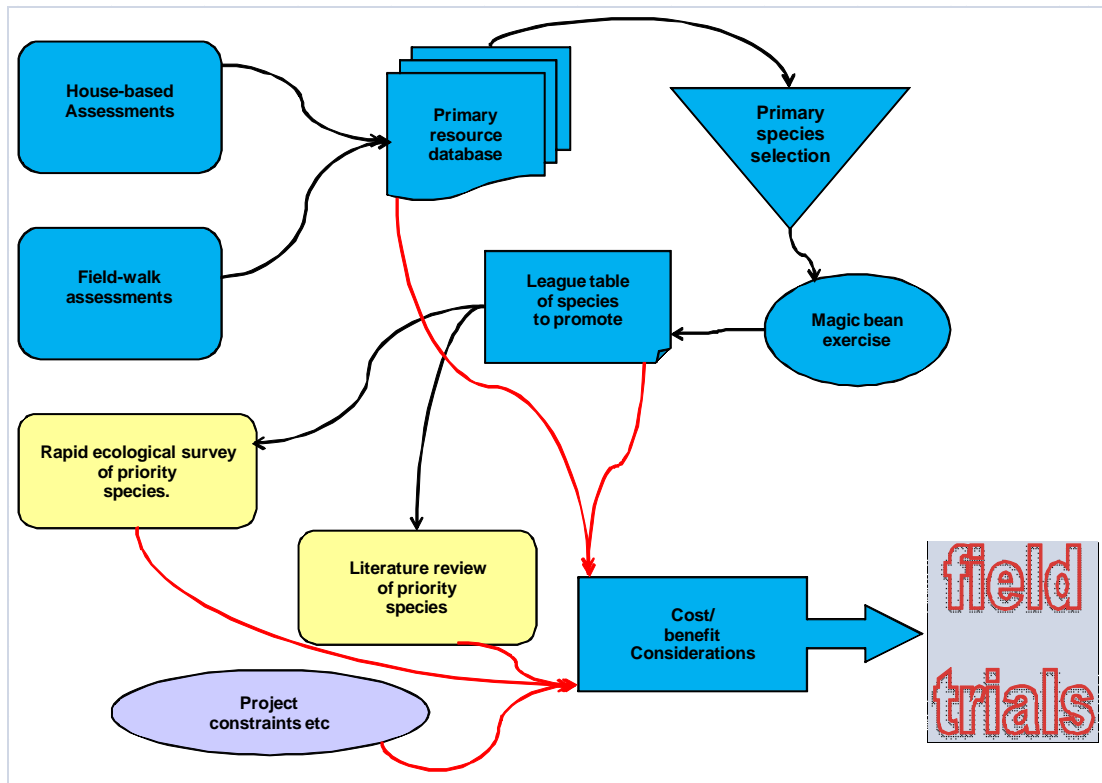 House-based
Assessments
Primary
resource
database
Primary
species
selection
Field-walk
assessments
League table
of species
to promote
Magic bean
exercise
Rapid ecological survey
of priority
species.
Literature review
of priority
species
Cost/
benefit
Considerations
field
trials
Project
constraints etc